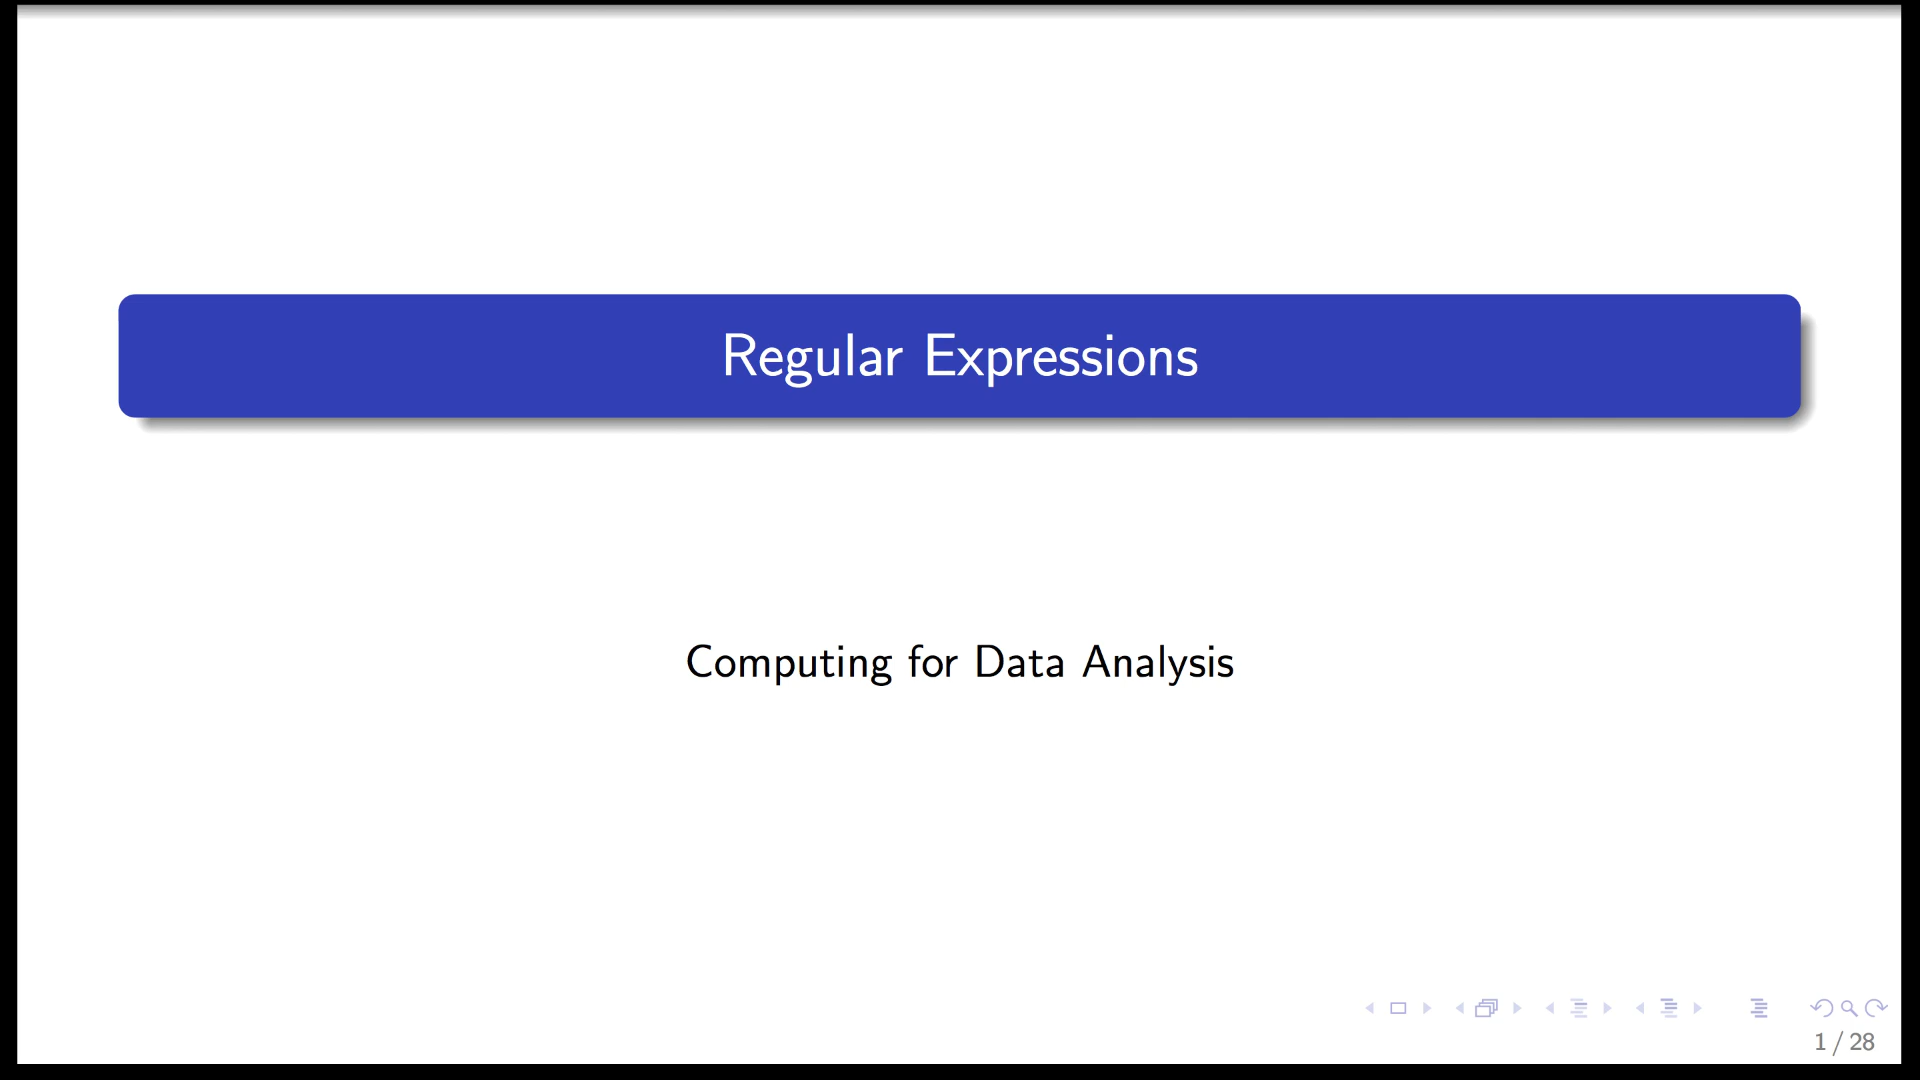 Regular Expressions
Computing for Data Analysis
1 / 28